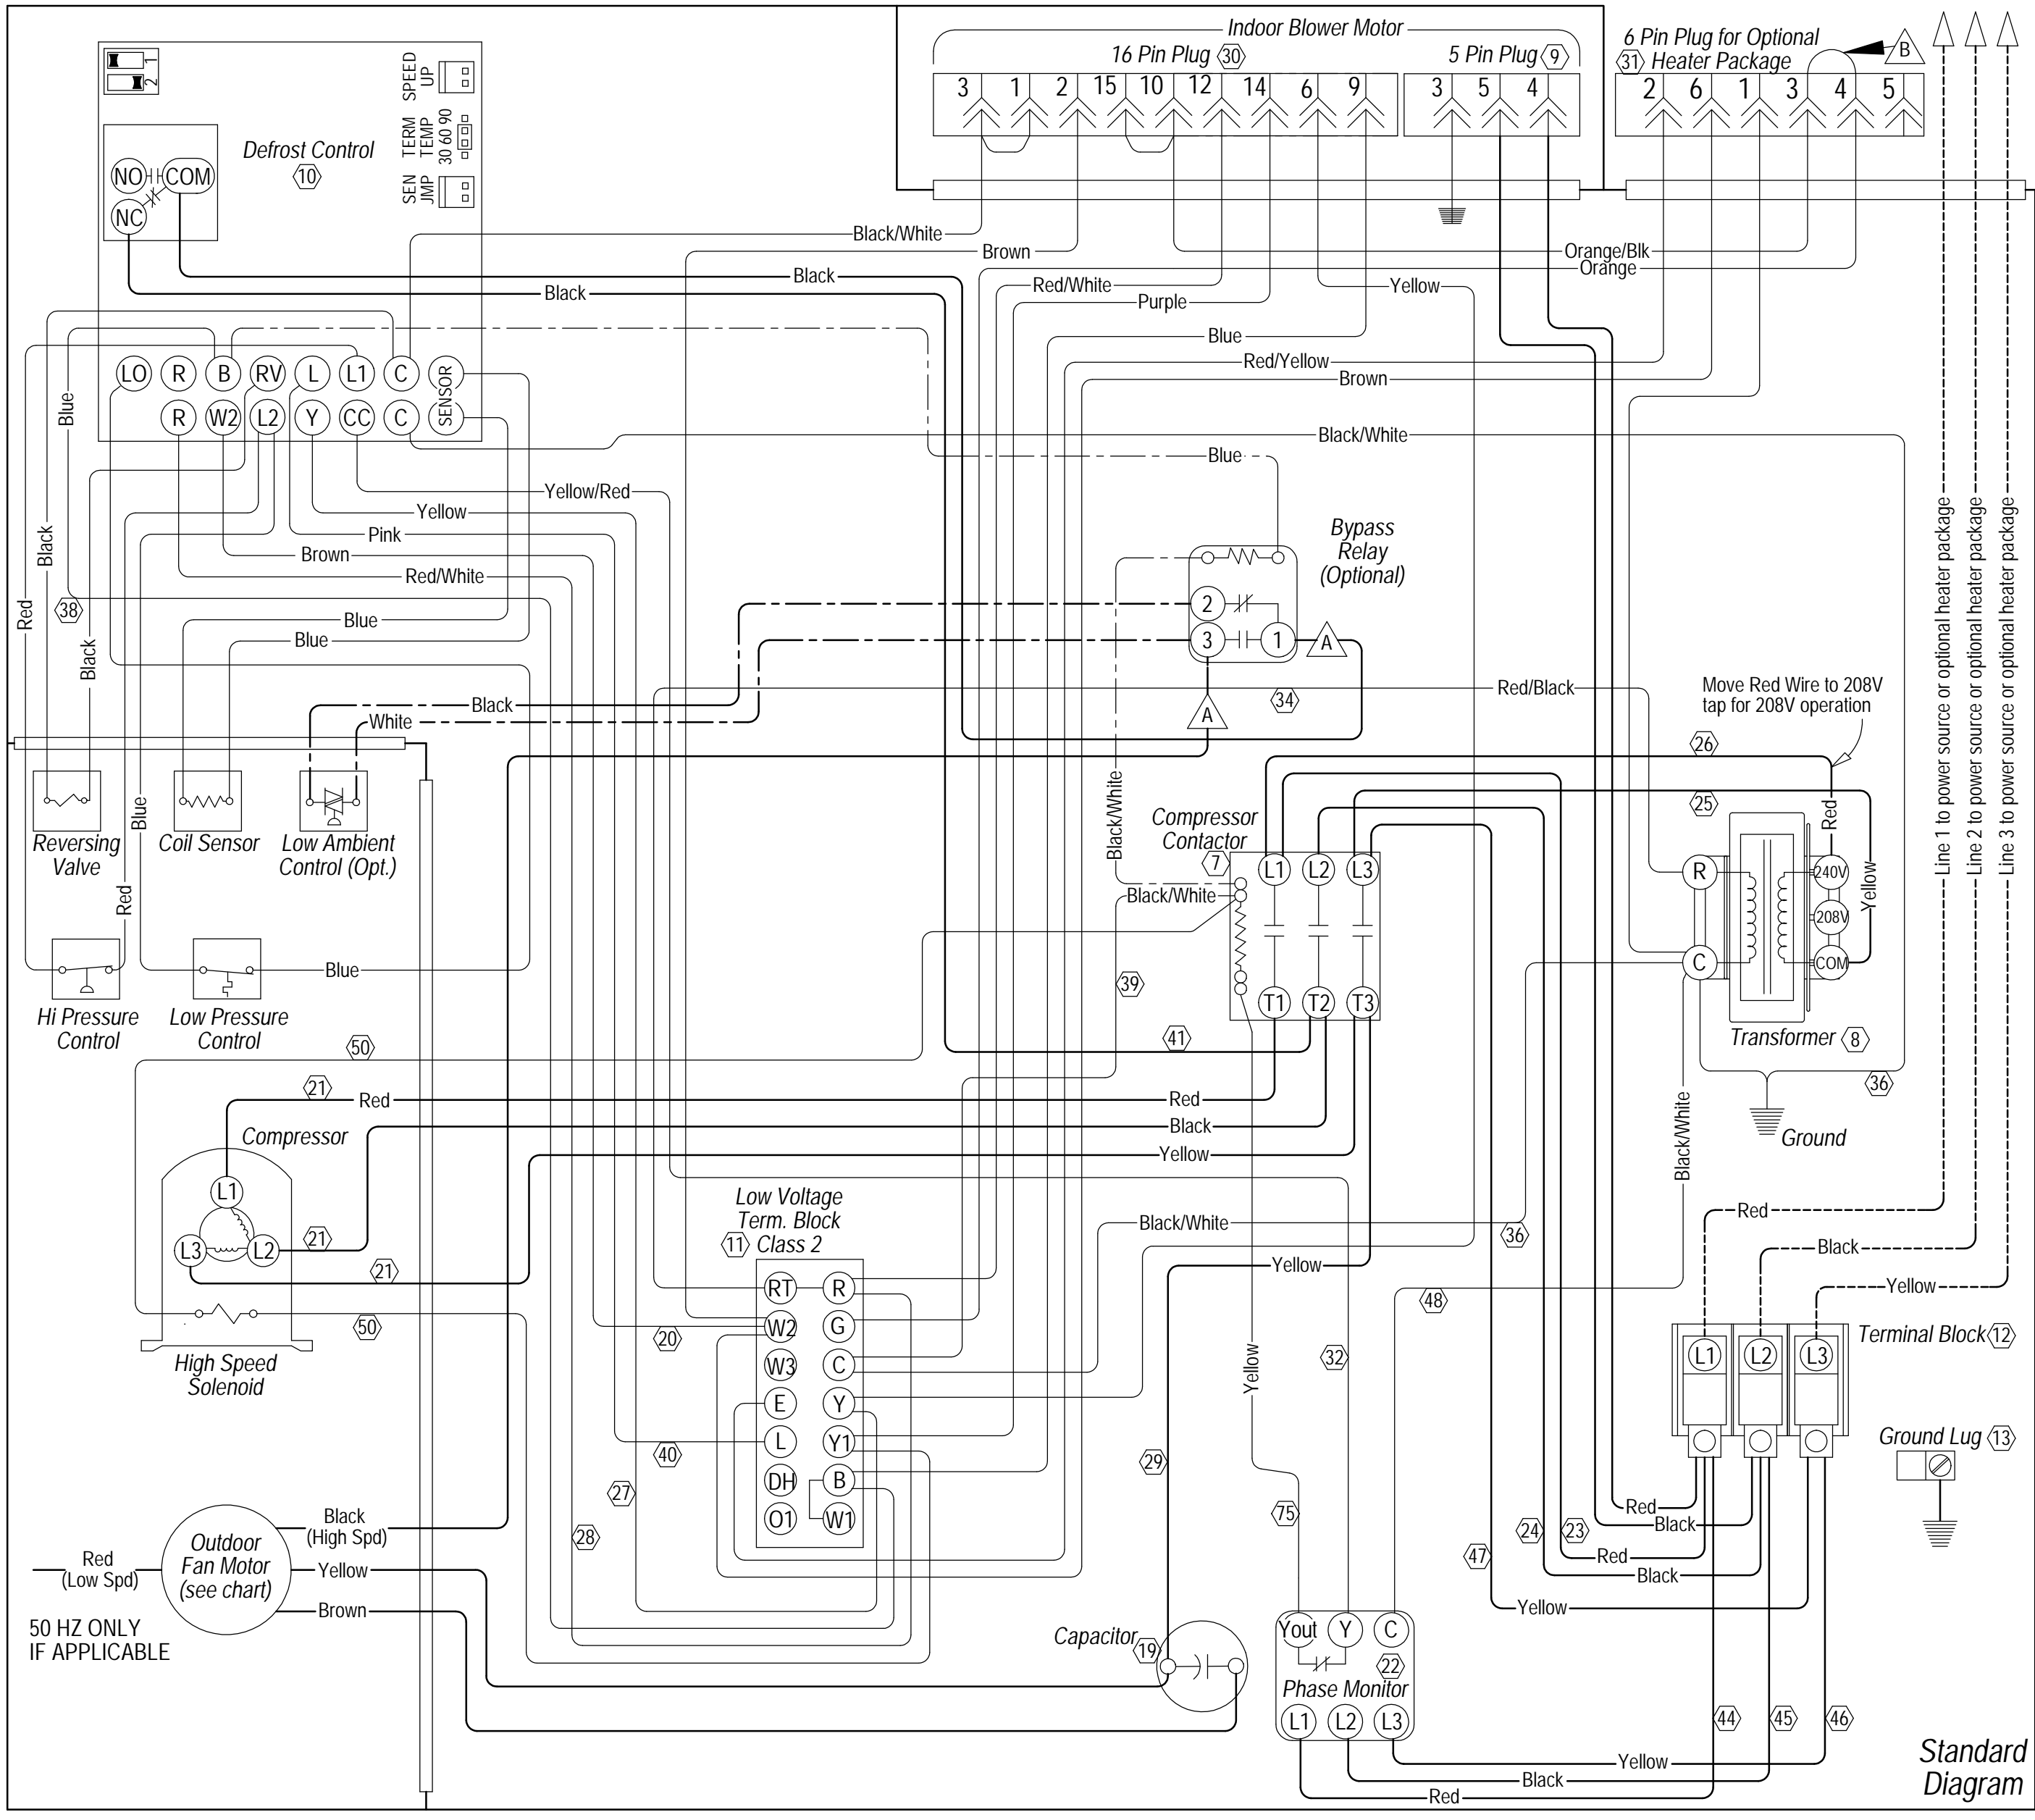 Indoor Blower Motor
16 Pin Plug 30
5 Pin Plug 9
6 Pin Plug for Optional
31 Heater Package
B
3 1 2 15 10 12 14 6 9
3 5 4
2 6 1 3 4 5
1
2
SPEED
UP
TERM
TEMP
30 60 90
SEN
JMP
Defrost Control
10
NO COM
NC
Black/White
Brown
Black
Black
Orange/Blk
Orange
Red/White
Yellow
Purple
Blue
Red/Yellow
Brown
LO R B RV L L1 C
SENSOR
R W2 L2 Y CC C
Blue
Black/White
Blue
Yellow/Red
Yellow
Pink
Brown
Red/White
Black
Red
38
Black
Blue
Blue
Bypass
Relay
(Optional)
2
3 1
A
A
34
Red/Black
Move Red Wire to 208V
tap for 208V operation
Line 1 to power source or optional heater package
Line 2 to power source or optional heater package
Line 3 to power source or optional heater package
Black
White
26
25
Red
Yellow
Reversing
Valve
Coil Sensor
Low Ambient
Control (Opt.)
Blue
Red
Black/White
Compressor
Contactor
7
L1 L2 L3
Black/White
T1 T2 T3
R
C
240V
208V
COM
Transformer 8
Blue
Hi Pressure
Control
Low Pressure
Control
39
41
50
21
Red
Red
Black
Yellow
36
Ground
Black/White
Compressor
L1
L3 L2
21
21
50
High Speed
Solenoid
Low Voltage
Term. Block
11 Class 2
Black/White
36
Yellow
Red
Black
Yellow
48
RT R
W2 G
W3 C
E Y
L Y1
DH B
O1 W1
20
40
27
28
29
32
Yellow
75
Terminal Block 12
L1 L2 L3
Ground Lug 13
Red
Black
24 23
Red
Black
47
Yellow
Black
(High Spd)
Outdoor
Fan Motor
(see chart)
Red
(Low Spd)
Yellow
Brown
50 HZ ONLY
IF APPLICABLE
Capacitor
19
Yout Y C
22
Phase Monitor
L1 L2 L3
44 45 46
Yellow
Black
Red
Standard
Diagram